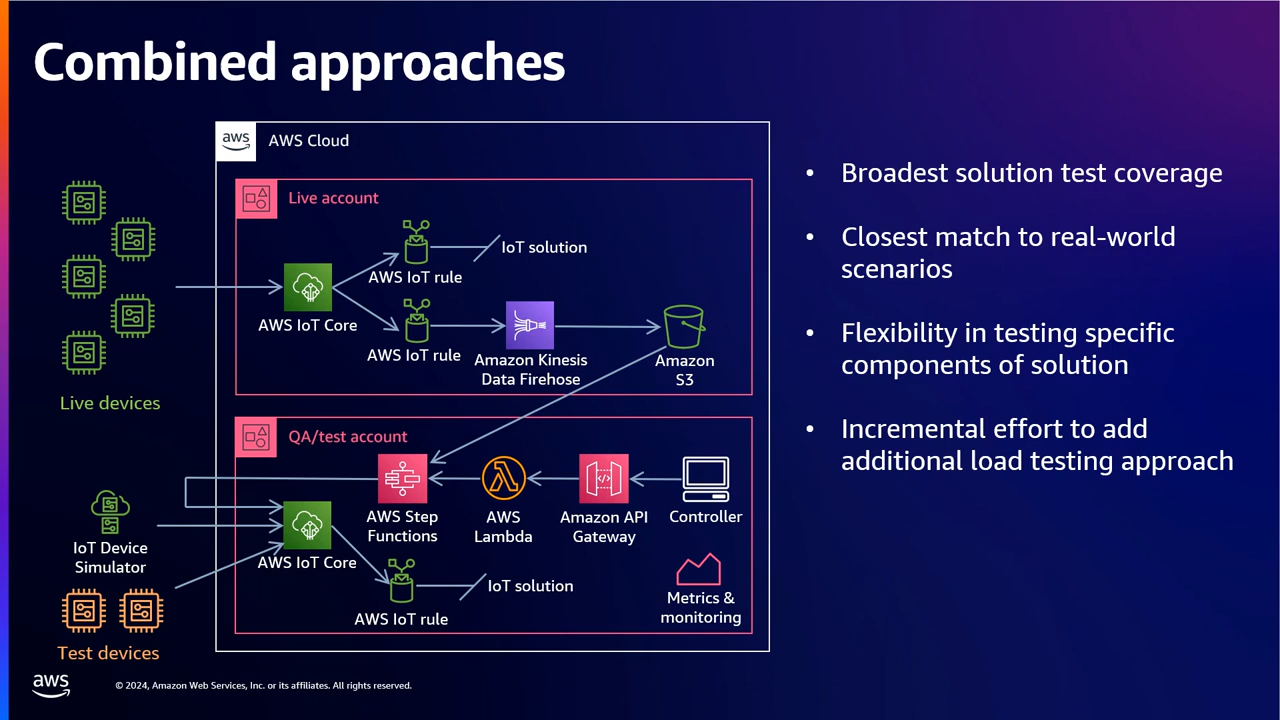 Combined approaches
aws
AWS Cloud
Live account
IoT solution
AWS IoT rule
AWS IoT Core
AWS IoT rule
Amazon Kinesis
Data Firehose
Amazon
S3
Live devices
QA/test account
AWS Step
Functions
AWS
Lambda
Amazon API
Gateway
Controller
IoT Device
Simulator
AWS IoT Core
IoT solution
AWS IoT rule
Metrics &
monitoring
Test devices
• Broadest solution test coverage
• Closest match to real-world
scenarios
• Flexibility in testing specific
components of solution
• Incremental effort to add
additional load testing approach
aws
© 2024, Amazon Web Services, Inc. or its affiliates. All rights reserved.